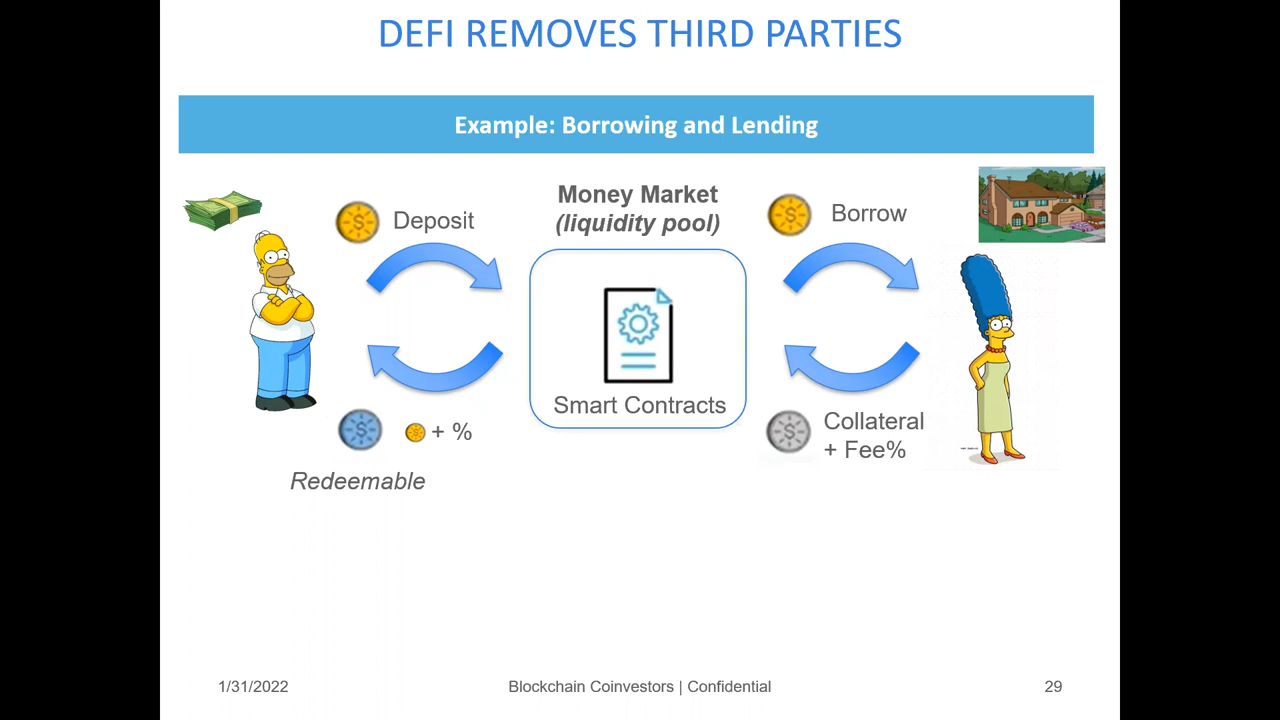 DEFI REMOVES THIRD PARTIES
Example: Borrowing and Lending
Money Market
(liquidity pool)
Deposit
Borrow
Smart Contracts
+ %
Redeemable
Collateral
+ Fee%
1/31/2022
Blockchain Coinvestors | Confidential
29